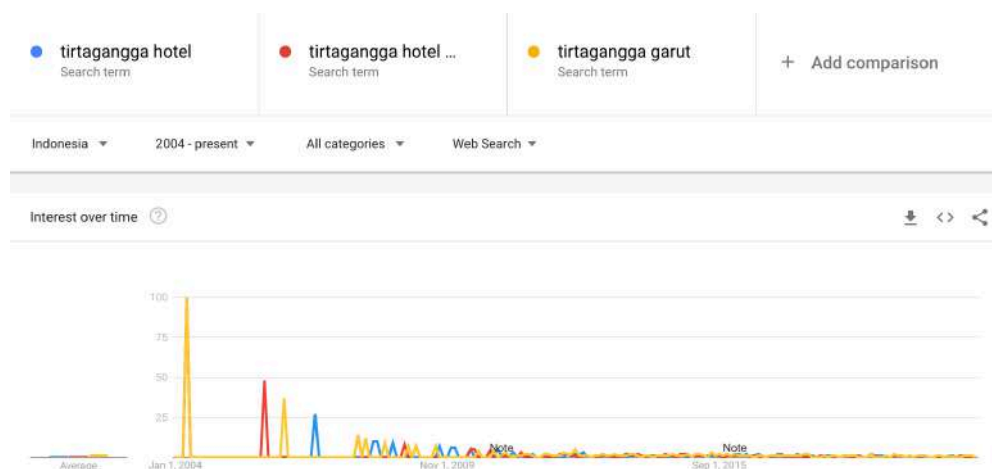 tirtagangga hotel
Search term
tirtagangga hotel ...
Search term
tirtagangga garut
Search term
+ Add comparison
Indonesia
2004 - present
All categories
Web Search
Interest over time
100
75
50
25
Note
Note
Average
Jan 1, 2004
Nov 1, 2009
Sep 1, 2015